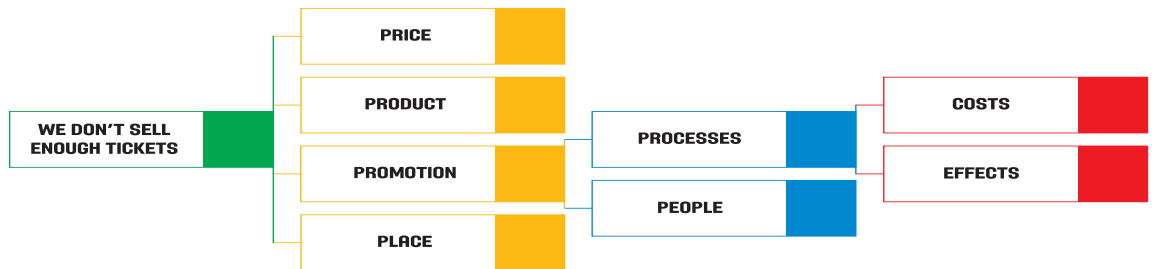 WE DON'T SELL
ENOUGH TICKETS
PRICE
PRODUCT
PROMOTION
PLACE
PROCESSES
PEOPLE
COSTS
EFFECTS